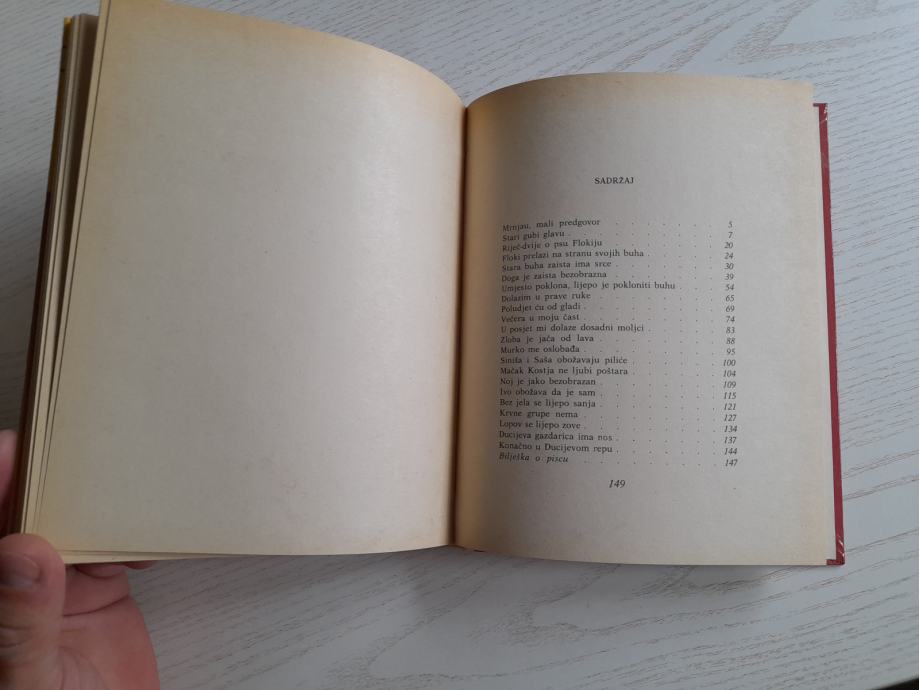 SADRŽAJ
Mrnjau, mali predgovor . . . . . . . 5
Stari gubi glavu . . . . . . . . . 7
Riječ-dvije o psu Flokiju . . . . . . . 20
Floki prelazi na stranu svojih buha . . . . 24
Stara buha zaista ima srce . . . . . . 30
Doga je zaista bezobrazna . . . . . . 39
Umjesto poklona, lijepo je pokloniti buhu . . . 54
Dolazim u prave ruke . . . . . . . 65
Poludjet ću od gladi . . . . . . . . 69
Večera u moju čast . . . . . . . . 74
U posjet mi dolaze dosadni moljci . . . . 83
Zloba je jača od lava . . . . . . . 88
Murko me oslobađa . . . . . . . . 95
Siniša i Saša obožavaju piliće . . . . . 100
Mačak Kostja ne ljubi poštara . . . . . 104
Noj je jako bezobrazan . . . . . . . 109
Ivo obožava da je sam . . . . . . . 115
Bez jela se lijepo sanja . . . . . . . 121
Krvne grupe nema . . . . . . . . 127
Lopov se lijepo zove . . . . . . . . 134
Ducijeva gazdarica ima nos . . . . . . 137
Konačno u Ducijevom repu . . . . . . 144
Bilješka o piscu . . . . . . . . . 147
149